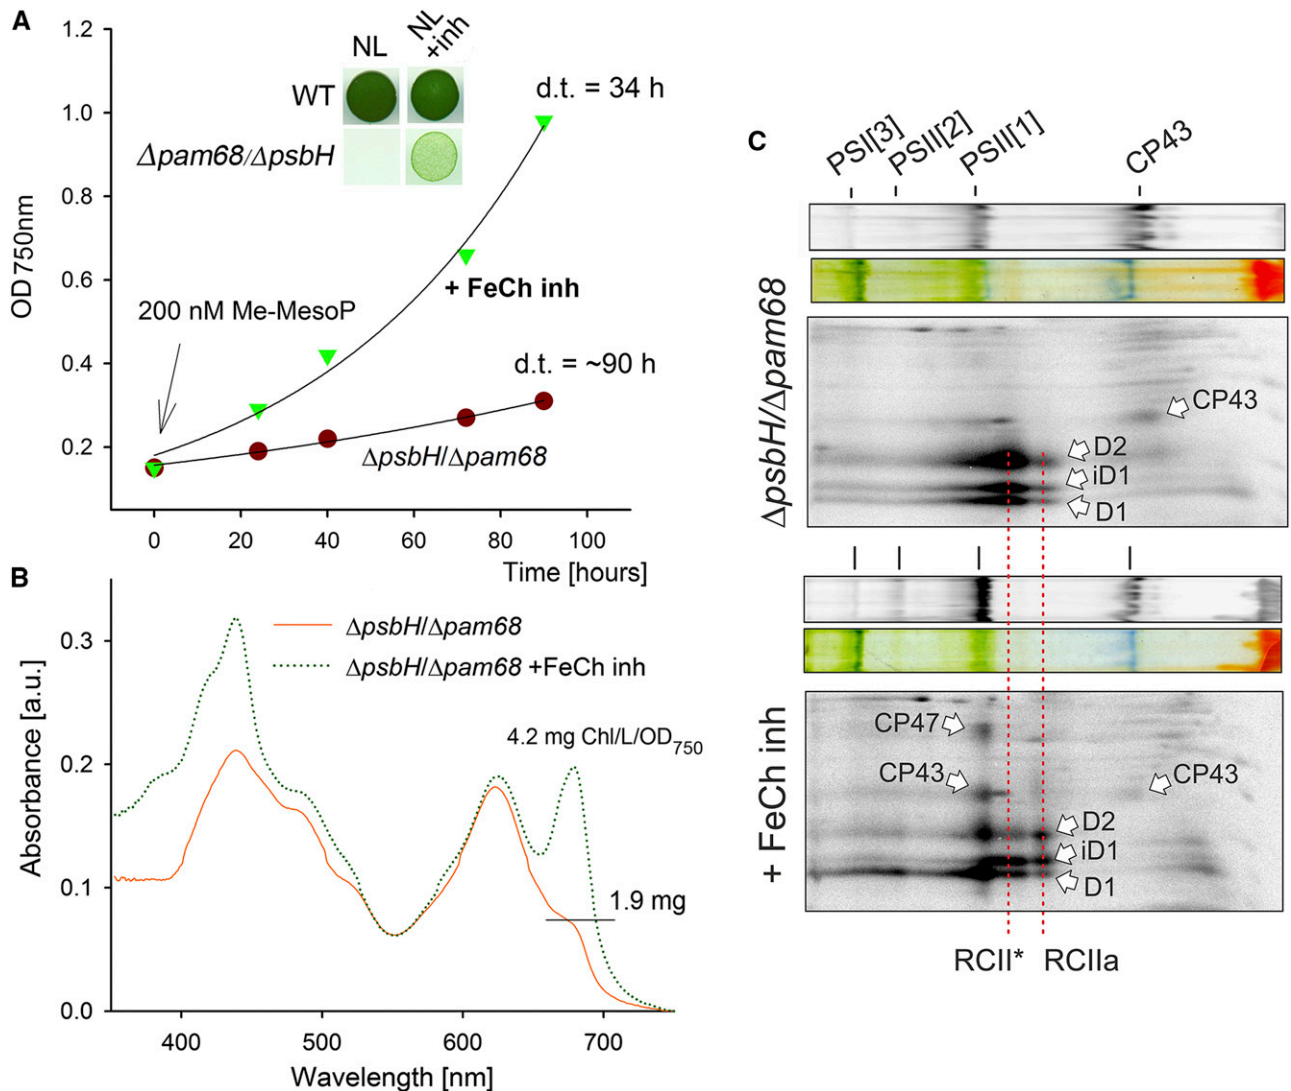 A
1.2
1.0
0.8
0.6
0.4
0.2
OD750nm
NL
NL
+inh
WT
Δpam68/ΔpsbH
d.t. = 34 h
+ FeCh inh
200 nM Me-MesoP
d.t. = ~90 h
ΔpsbH/Δpam68
0
20
40
60
80
100
Time [hours]
B
0.3
0.2
0.1
0.0
Absorbance [a.u.]
ΔpsbH/Δpam68
ΔpsbH/Δpam68 +FeCh inh
4.2 mg Chl/L/OD750
1.9 mg
400
500
600
700
Wavelength [nm]
C
PSI[3]
PSII[2]
PSII[1]
CP43
ΔpsbH/Δpam68
CP43
D2
iD1
D1
+ FeCh inh
CP47
CP43
CP43
D2
iD1
D1
RCII*
RCIIa